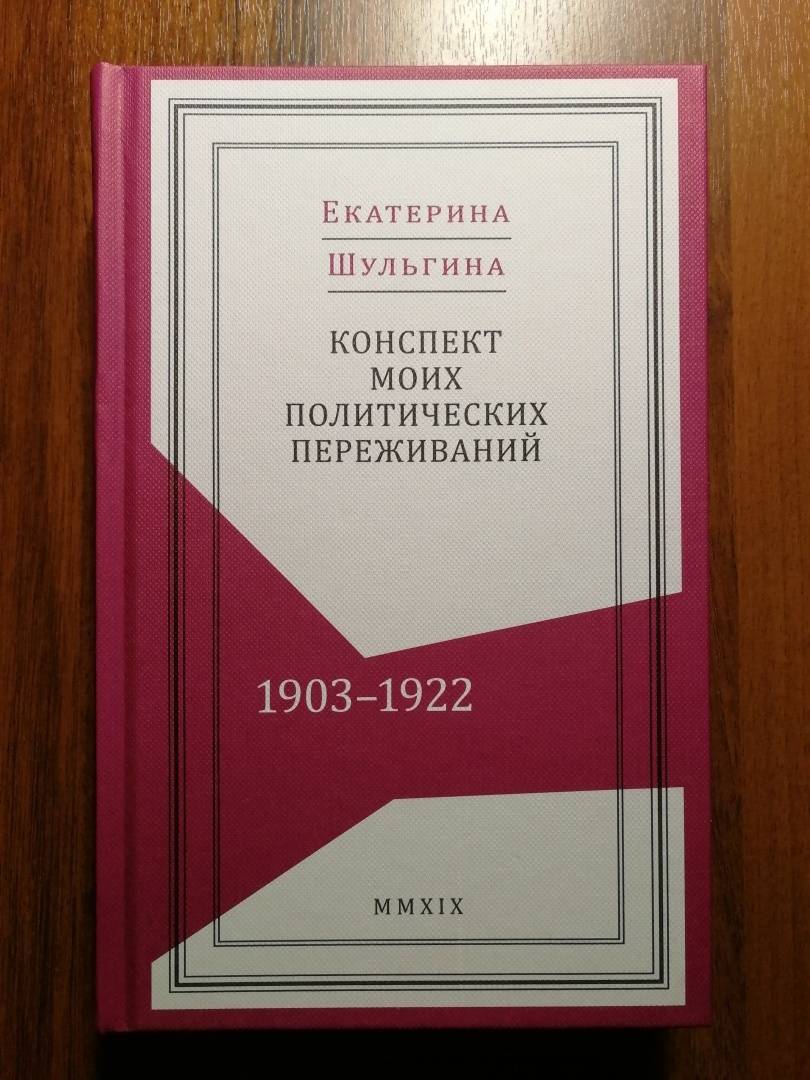 Екатерина
Шульгина
КОНСПЕКТ
МОИХ
ПОЛИТИЧЕСКИХ
ПЕРЕЖИВАНИЙ
1903–1922
MMXIX